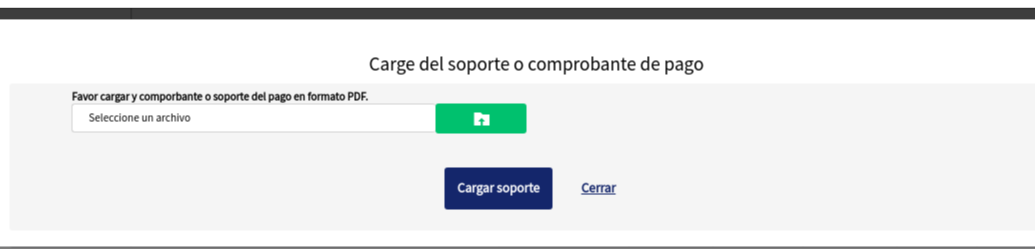 Carge del soporte o comprobante de pago
Favor cargar y comporbante o soporte del pago en formato PDF.
Seleccione un archivo
Cargar soporte Cerrar